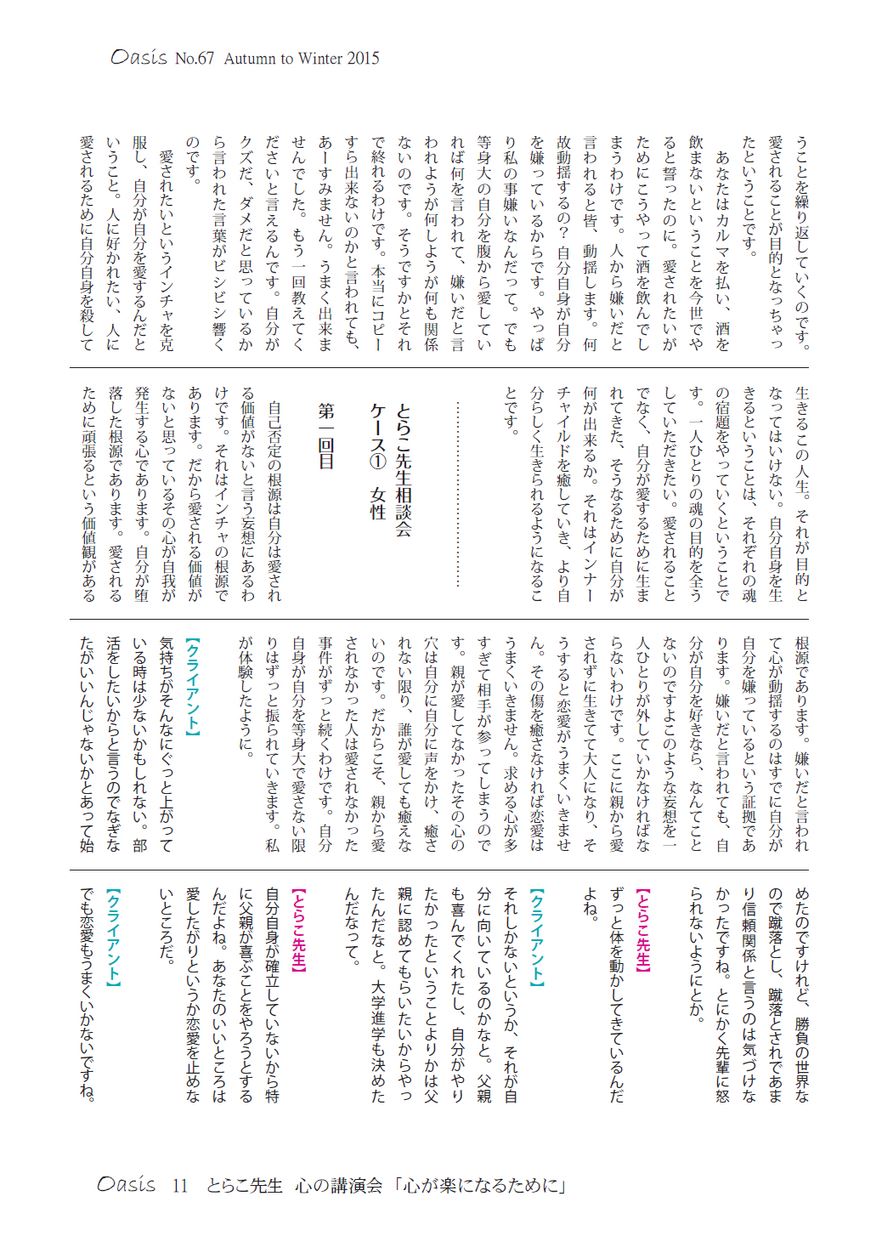 Oasis No.67 Autumn to Winter 2015
うことを繰り返していくのです。
愛されることが目的となっちゃっ
たということです。
あなたはカルマを払い、酒を
飲まないということを今世でや
ると誓ったのに。愛されたいが
ためにこうやって酒を飲んでし
まうわけです。人から嫌いだと
言われると皆、動揺します。何
故動揺するの？ 自分自身が自分
を嫌っているからです。やっぱ
り私の事嫌いなんだって。でも
等身大の自分を腹から愛してい
れば何を言われて、嫌いだと言
われようが何しようが何も関係
ないのです。そうですかとそれ
で終れるわけです。本当にコピー
すら出来ないのかと言われても、
あーすみません。うまく出来ま
せんでした。もう一回教えてく
ださいと言えるんです。自分が
クズだ、ダメだと思っているか
ら言われた言葉がビシビシ響く
のです。
愛されたいというインチャを克
服し、自分が自分を愛するんだと
いうこと。人に好かれたい、人に
愛されるために自分自身を殺して
生きるこの人生。それが目的と
なってはいけない。自分自身を生
きるということは、それぞれの魂
の宿題をやっていくということで
す。一人ひとりの魂の目的を全う
していただきたい。愛されること
でなく、自分が愛するために生ま
れてきた、そうなるために自分が
何が出来るか。それはインナー
チャイルドを癒していき、より自
分らしく生きられるようになるこ
とです。
………………………………
とらこ先生相談会
ケース① 女性
第一回目
自己否定の根源は自分は愛され
る価値がないと言う妄想にあるわ
けです。それはインチャの根源で
あります。だから愛される価値が
ないと思っているその心が自我が
発生する心であります。自分が堕
落した根源であります。愛される
ために頑張るという価値観がある
根源であります。嫌いだと言われ
て心が動揺するのはすでに自分が
自分を嫌っているという証拠であ
ります。嫌いだと言われても、自
分が自分を好きなら、なんてこと
ないのですよこのような妄想を一
人ひとりが外していかなければな
らないわけです。ここに親から愛
されずに生きてて大人になり、そ
うすると恋愛がうまくいきませ
ん。その傷を癒さなければ恋愛は
うまくいきません。求める心が多
すぎて相手が参ってしまうので
す。親が愛してなかったその心の
穴は自分に自分に声をかけ、癒さ
れない限り、誰が愛しても癒えな
いのです。だからこそ、親から愛
されなかった人は愛されなかった
事件がずっと続くわけです。自分
自身が自分を等身大で愛さない限
りはずっと振られていきます。私
が体験したように。
【クライアント】
気持ちがそんなにぐっと上がって
いる時は少ないかもしれない。部
活をしたいからと言うのでなぎな
たがいいんじゃないかとあって始
めたのですけれど、勝負の世界な
ので蹴落とし、蹴落とされであま
り信頼関係と言うのは気づけな
かったですね。とにかく先輩に怒
られないようにとか。
【とらこ先生】
ずっと体を動かしてきているんだ
よね。
【クライアント】
それしかないというか、それが自
分に向いているのかなと。父親
も喜んでくれたし、自分がやり
たかったということよりかは父
親に認めてもらいたいからやっ
たんだなと。大学進学も決めた
んだなって。
【とらこ先生】
自分自身が確立していないから特
に父親が喜ぶことをやろうとする
んだよね。あなたのいいところは
愛したがりというか恋愛を止めな
いところだ。
【クライアント】
でも恋愛もうまくいかないですね。
Oasis 11 とらこ先生 心の講演会 「心が楽になるために」